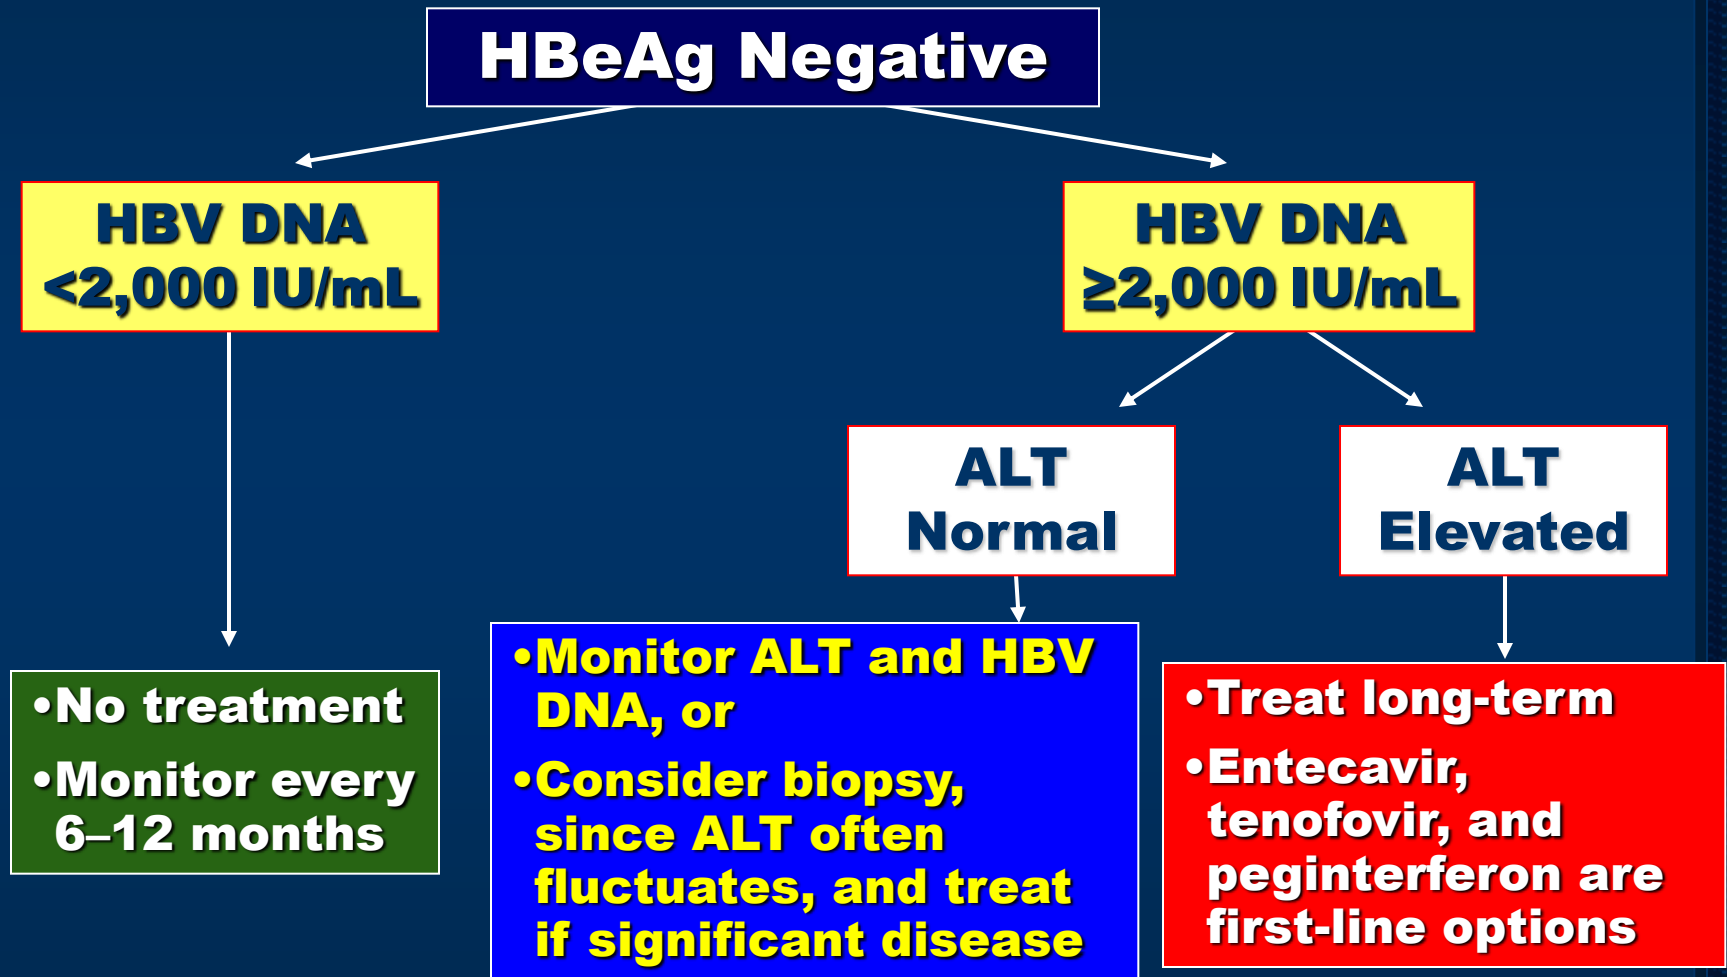 HBeAg Negative
HBV DNA
<2,000 IU/mL
HBV DNA
≥2,000 IU/mL
ALT
Normal
ALT
Elevated
•No treatment
•Monitor every
6–12 months
•Monitor ALT and HBV
DNA, or
•Consider biopsy,
since ALT often
fluctuates, and treat
if significant disease
•Treat long-term
•Entecavir,
tenofovir, and
peginterferon are
first-line options